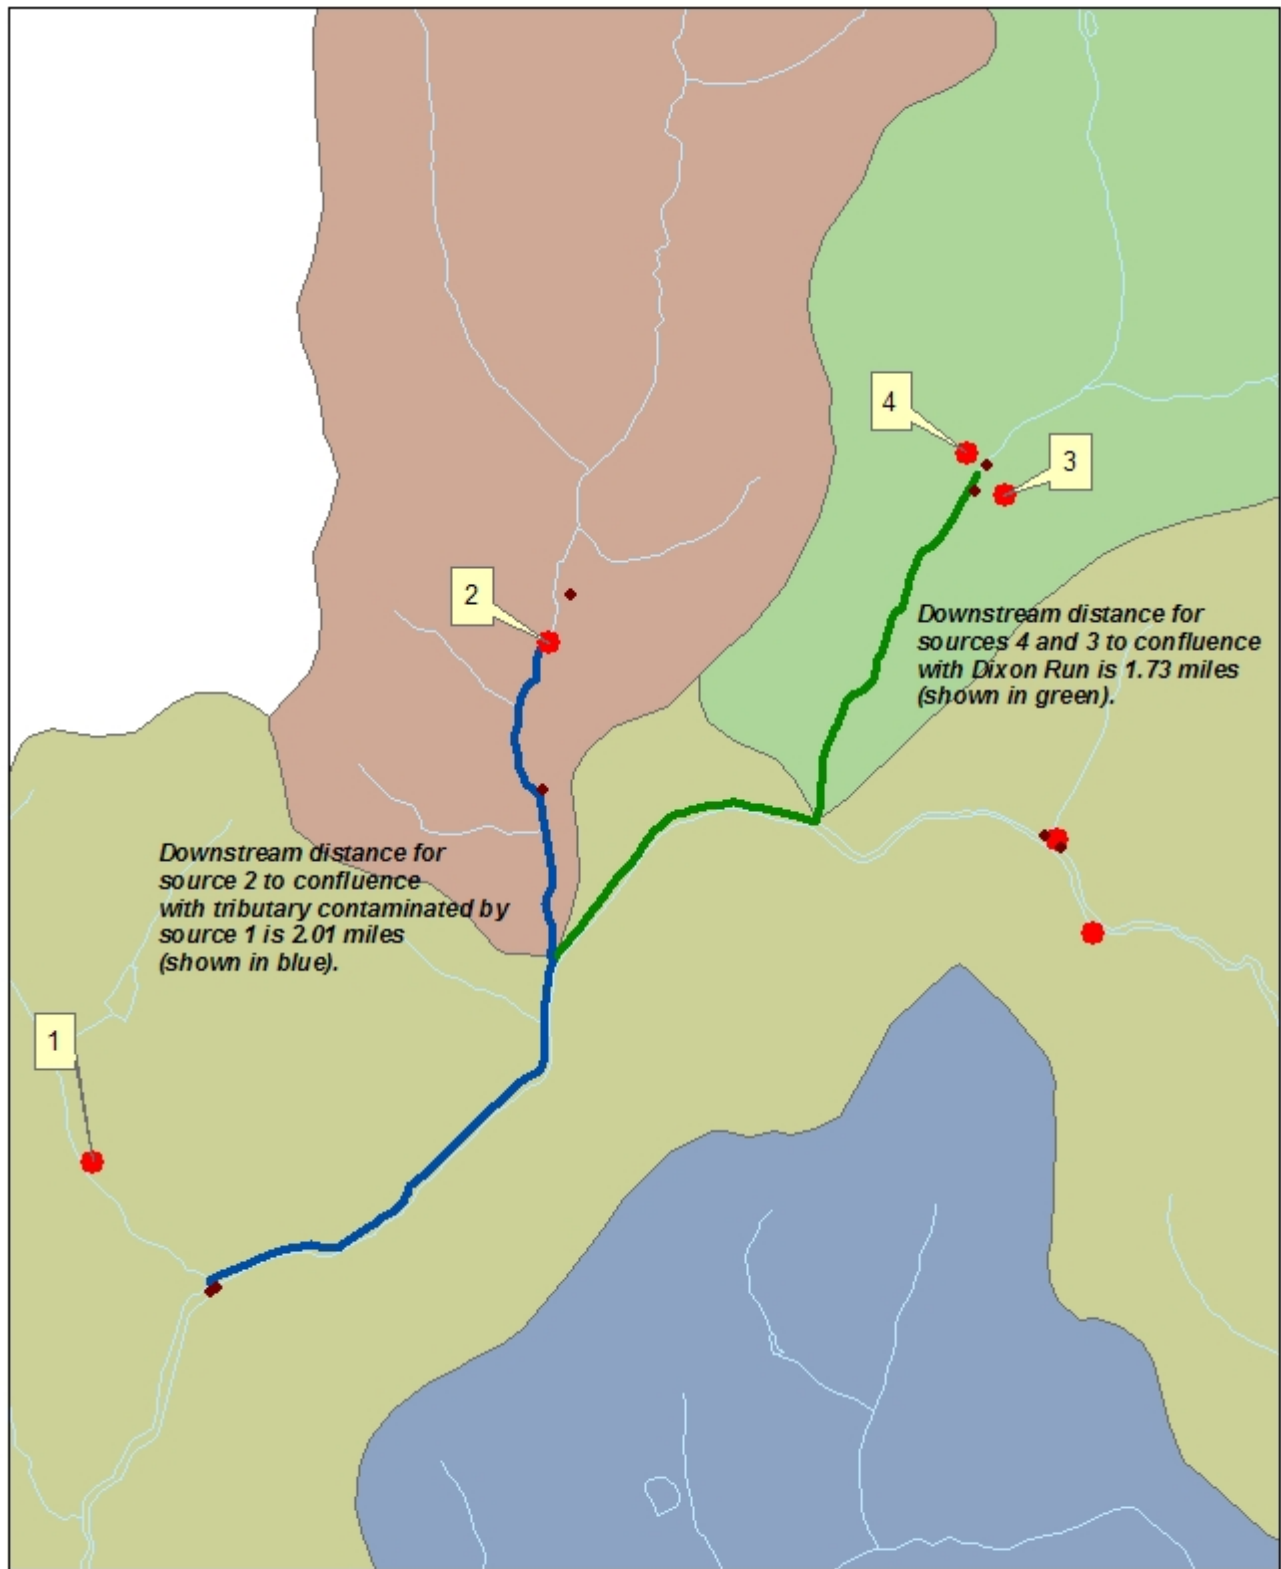 4
3
2
Downstream distance for
sources 4 and 3 to confluence
with Dixon Run is 1.73 miles
(shown in green).
Downstream distance for
source 2 to confluence
with tributary contaminated by
source 1 is 2.01 miles
(shown in blue).
1